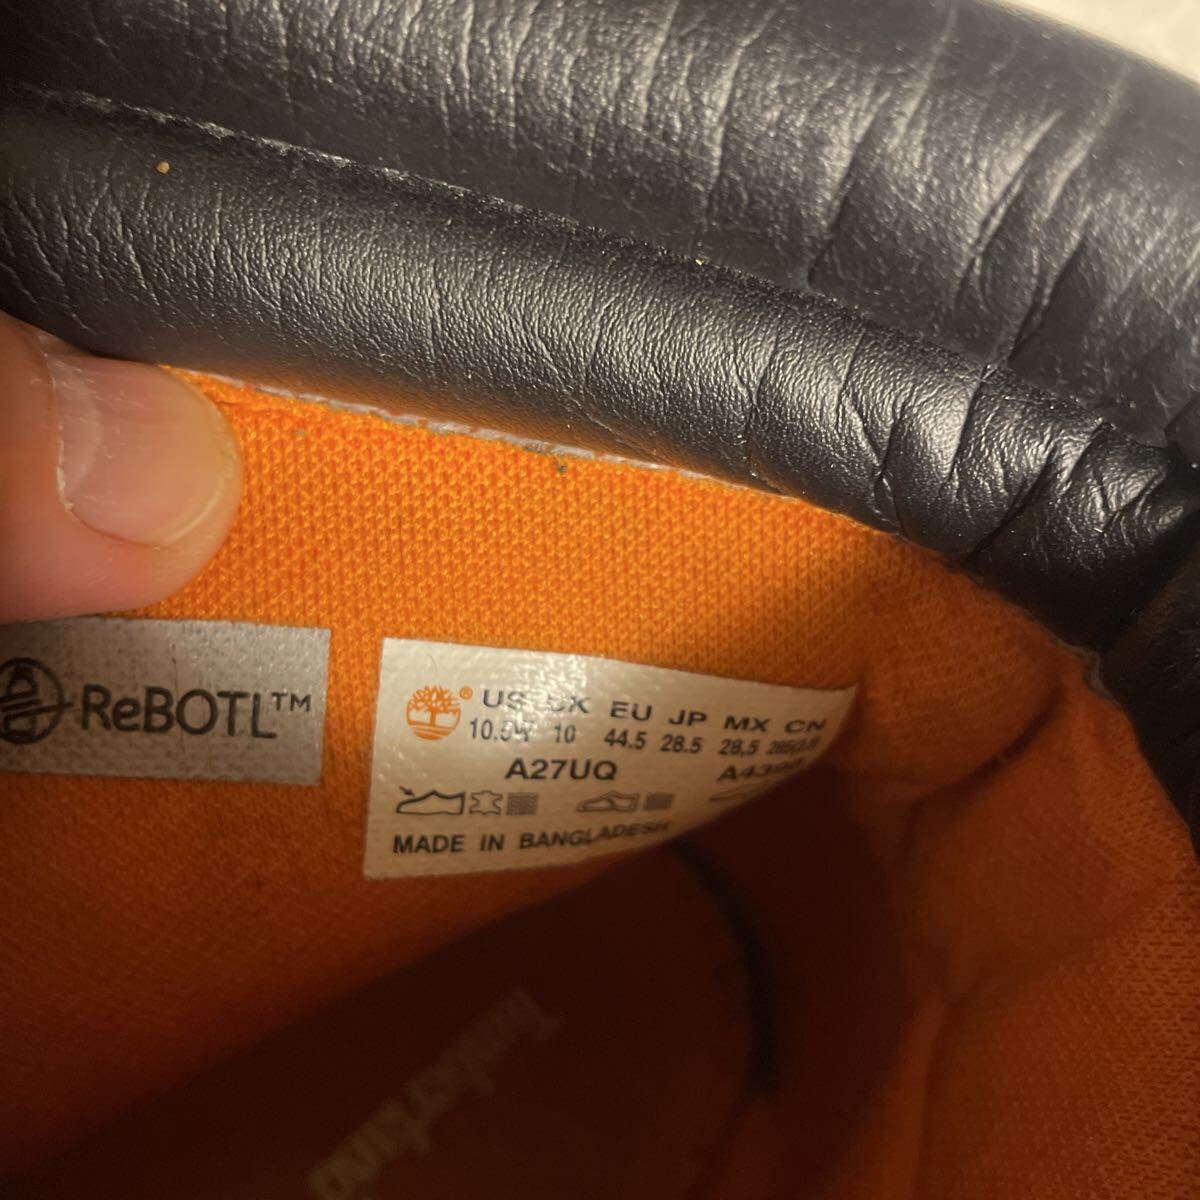 ReBOTL™
® US UK EU JP MX CN
10.5W 10 44.5 28.5 28.5
A27UQ
MADE IN BANGLADESH
Timberland